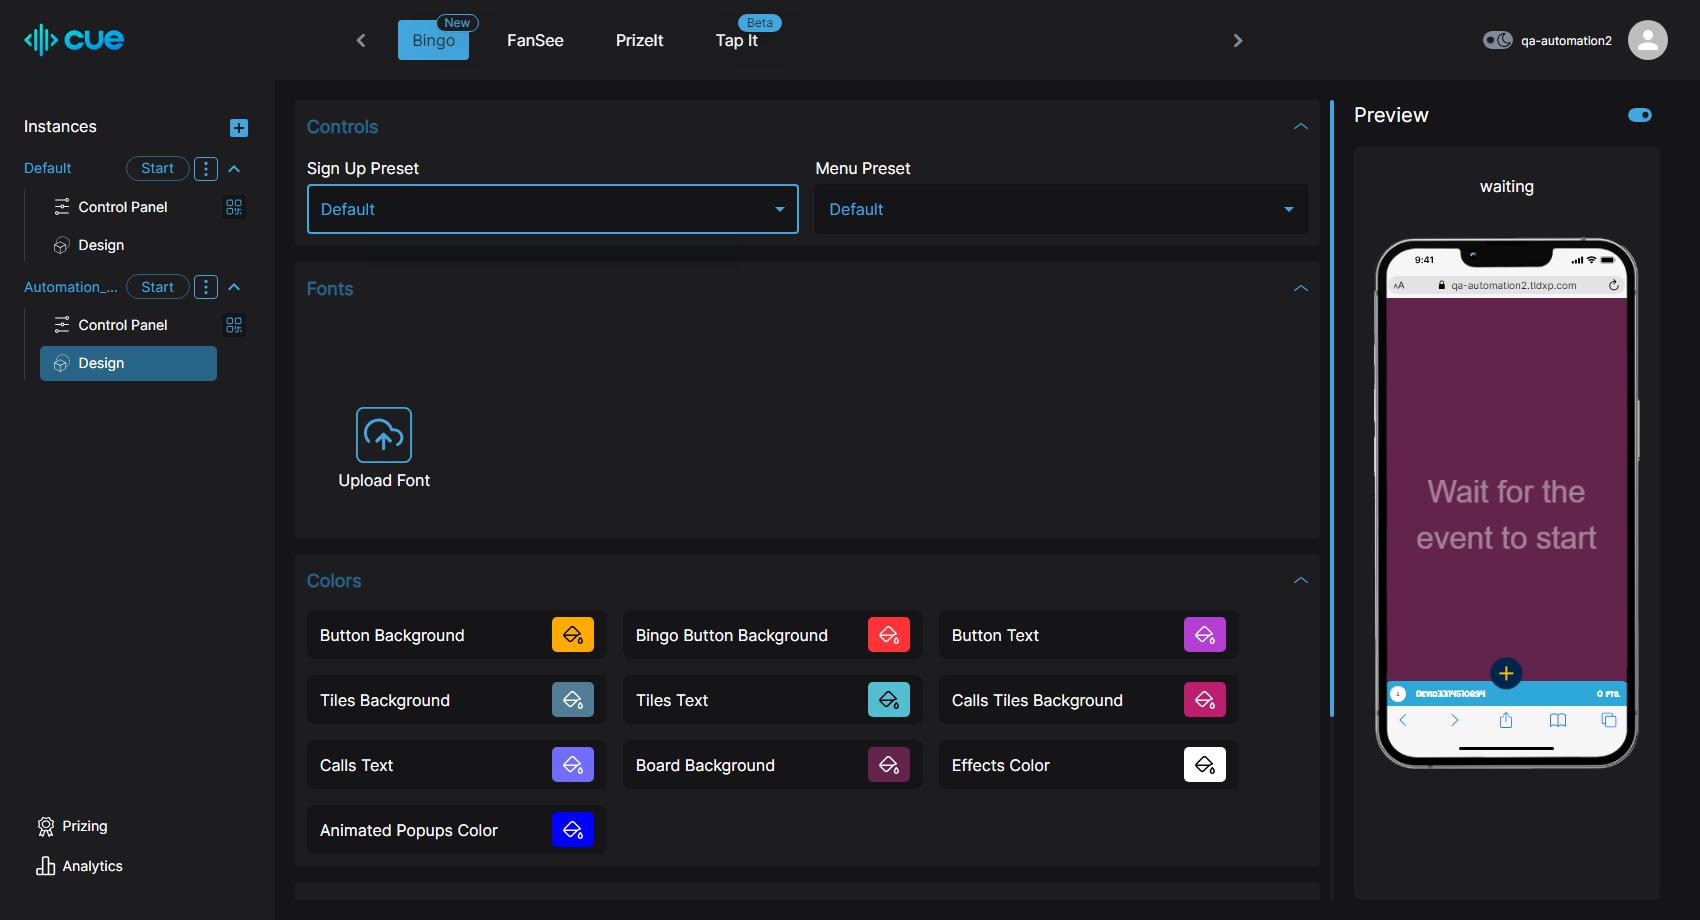 cue
Bingo
New
FanSee
PrizeIt
Tap It
Beta
qa-automation2
Instances
Default
Start
Control Panel
Design
Automation_...
Start
Control Panel
Design
Prizing
Analytics
Controls
Sign Up Preset
Menu Preset
Default
Default
Fonts
Upload Font
Colors
Button Background
Bingo Button Background
Button Text
Tiles Background
Tiles Text
Calls Tiles Background
Calls Text
Board Background
Effects Color
Animated Popups Color
Preview
waiting
9:41
AA
qa-automation2.tldxp.com
Wait for the
event to start
DEVID3374510894
0 PTS.